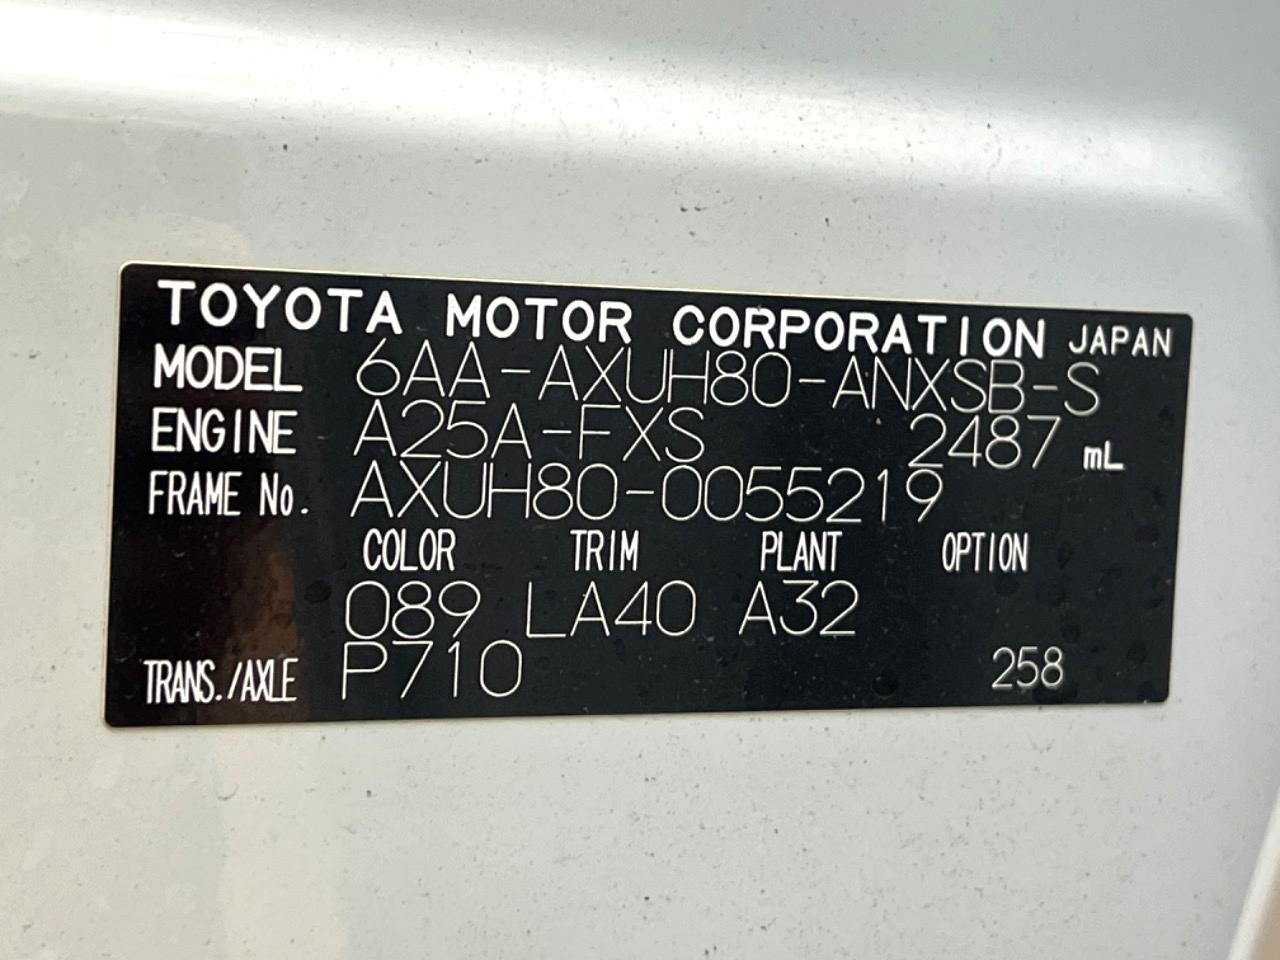 TOYOTA MOTOR CORPORATION JAPAN
MODEL 6AA-AXUH80-ANXSB-S
ENGINE A25A-FXS 2487 mL
FRAME No. AXUH80-0055219
COLOR TRIM PLANT OPTION
089 LA40 A32
TRANS./AXLE P710 258